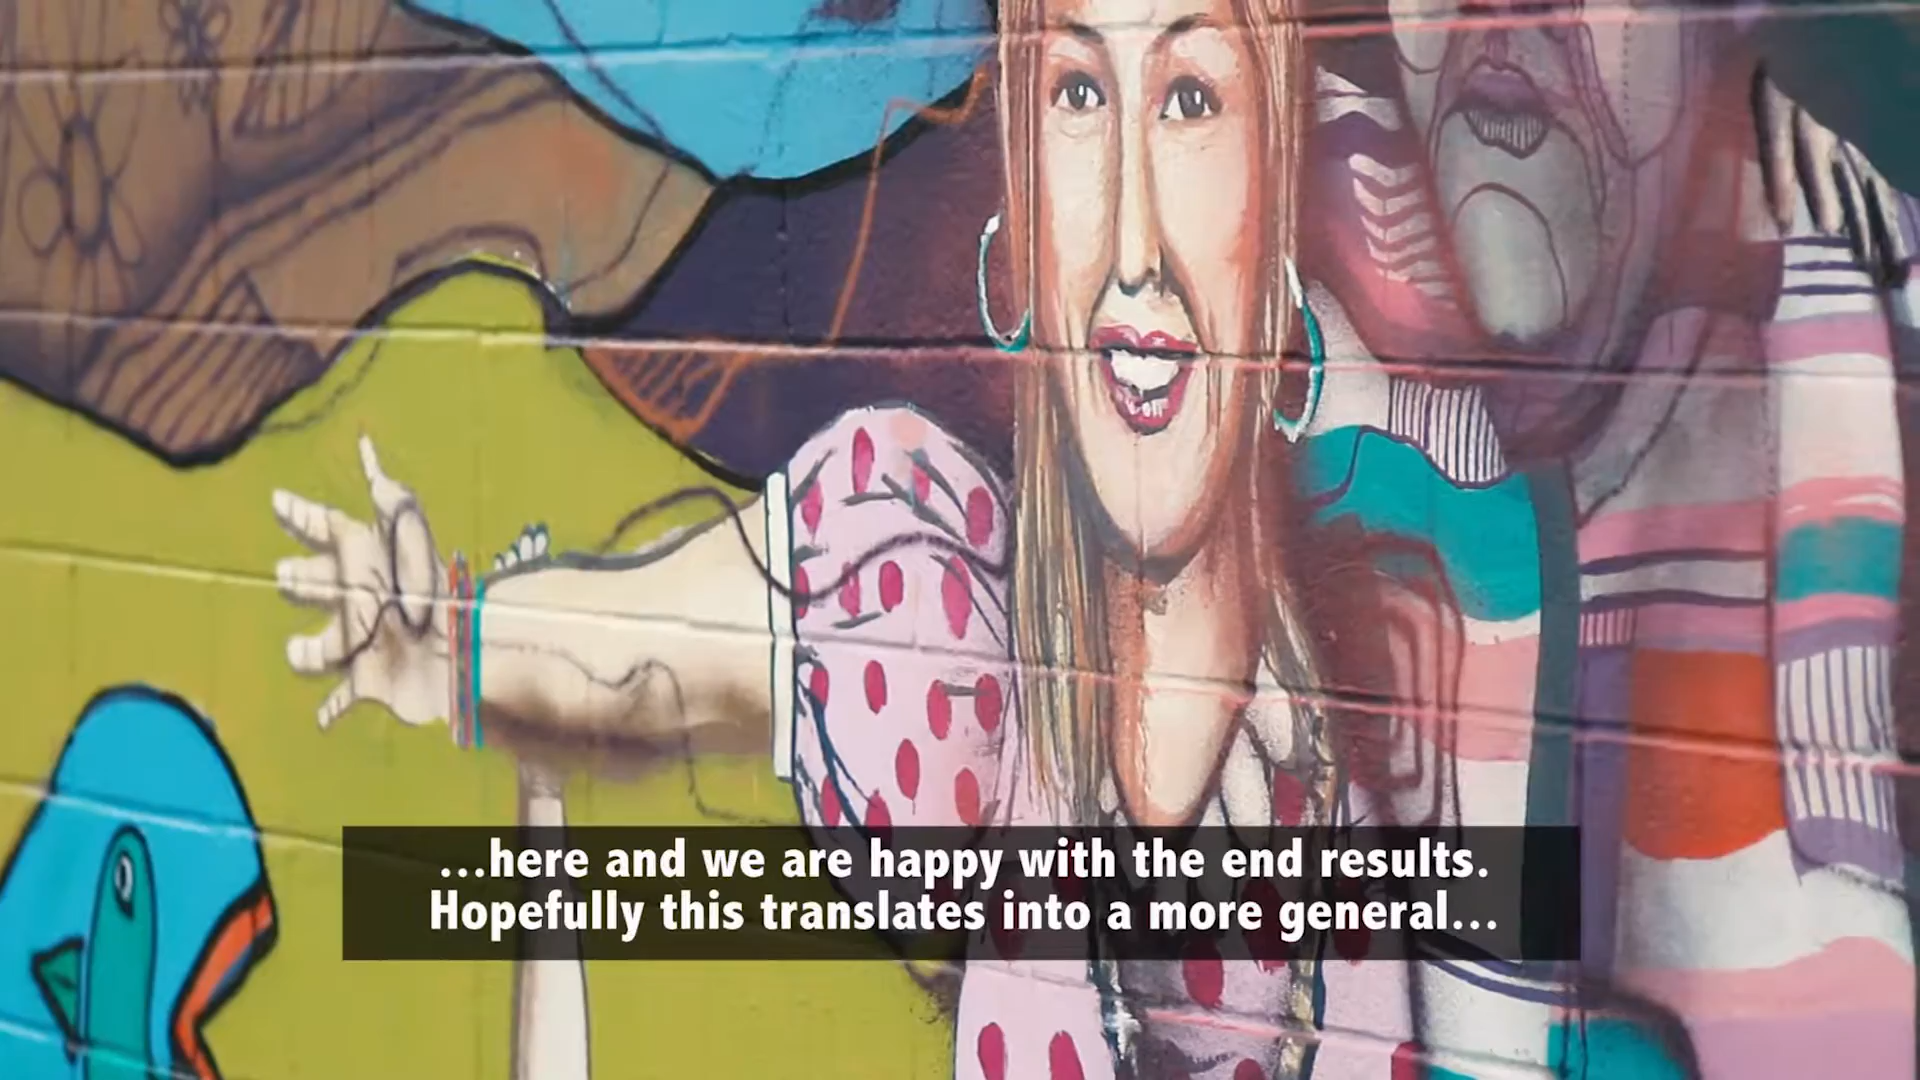 ...here and we are happy with the end results.
Hopefully this translates into a more general...